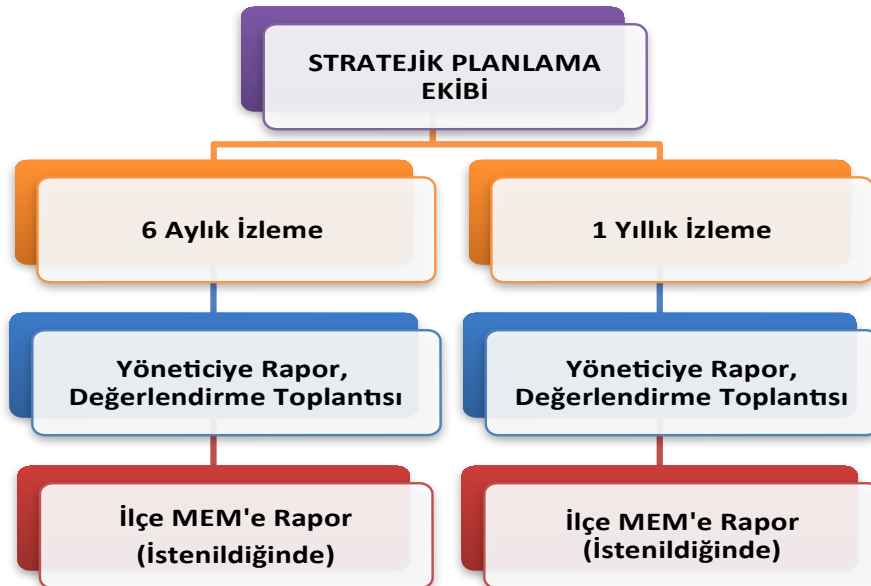 STRATEJİK PLANLAMA
EKİBİ
6 Aylık İzleme
1 Yıllık İzleme
Yöneticiye Rapor,
Değerlendirme Toplantısı
Yöneticiye Rapor,
Değerlendirme Toplantısı
İlçe MEM'e Rapor
(İstenildiğinde)
İlçe MEM'e Rapor
(İstenildiğinde)